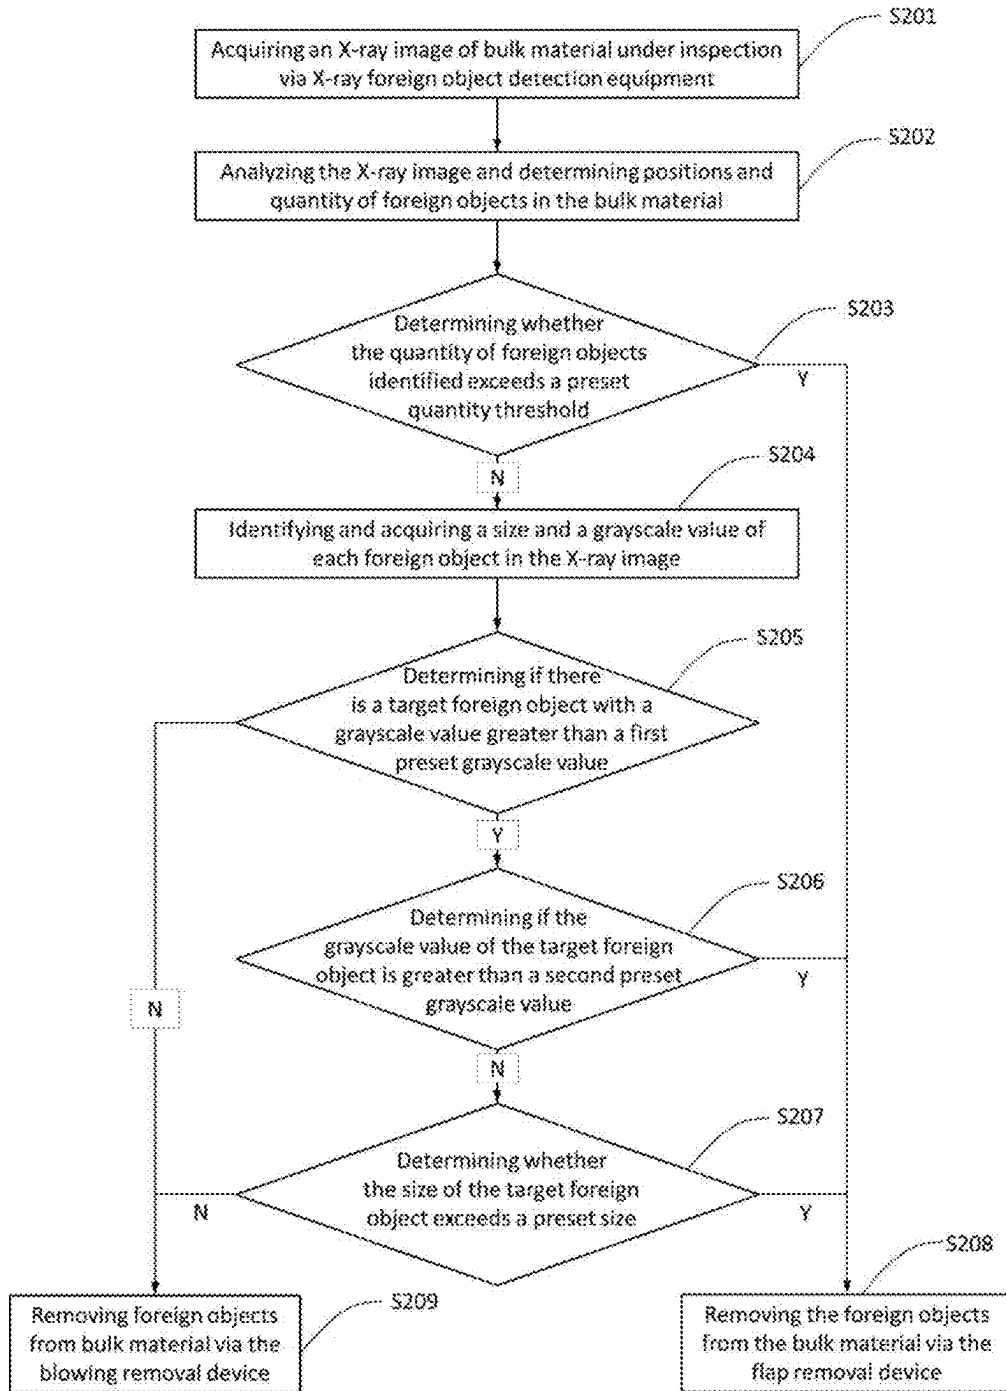 S201
Acquiring an X-ray image of bulk material under inspection
via X-ray foreign object detection equipment
S202
Analyzing the X-ray image and determining positions and
quantity of foreign objects in the bulk material
S203
Determining whether
the quantity of foreign objects
identified exceeds a preset
quantity threshold
Y
N
S204
Identifying and acquiring a size and a grayscale value of
each foreign object in the X-ray image
S205
Determining if there
is a target foreign object with a
grayscale value greater than a first
preset grayscale value
Y
S206
Determining if the
grayscale value of the target foreign
object is greater than a second preset
grayscale value
Y
N
N
S207
Determining whether
the size of the target foreign
object exceeds a preset size
N
Y
S208
S209
Removing foreign objects
from bulk material via the
blowing removal device
Removing the foreign objects
from the bulk material via the
flap removal device